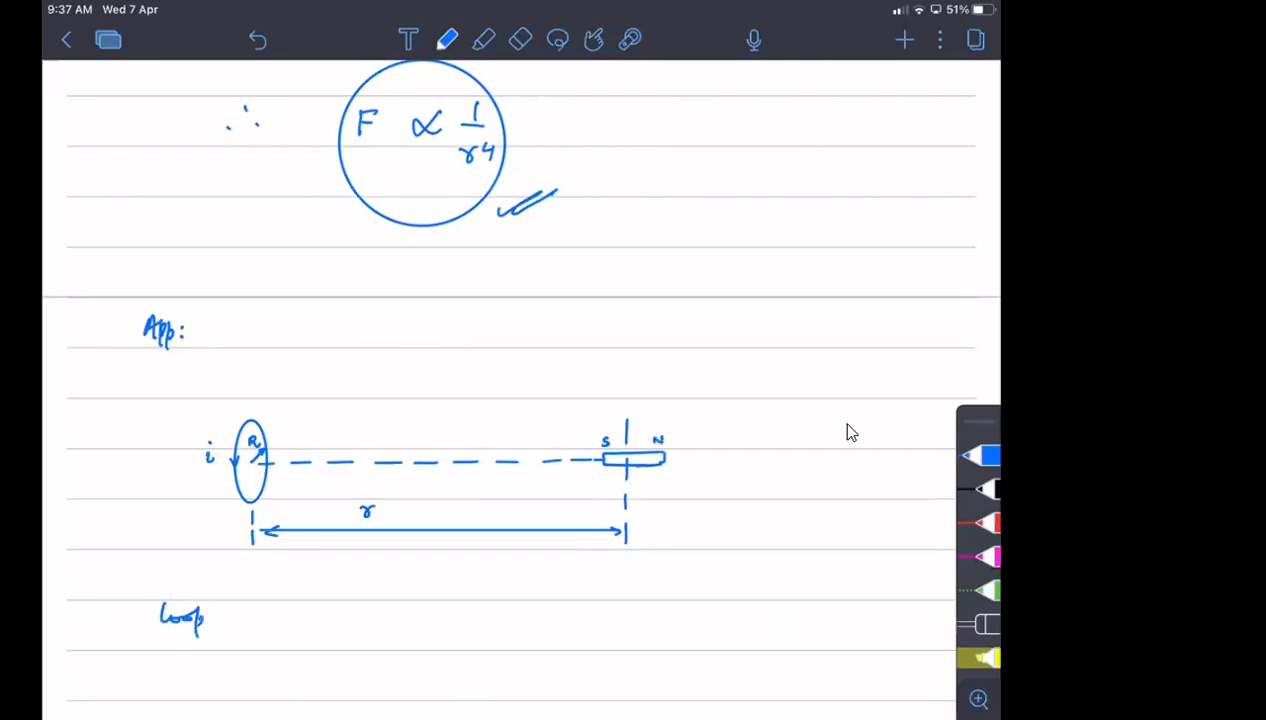 9:37 AM Wed 7 Apr
51%
T
∴ F ∝ 1/r4
App:
i R S N
r
Loop